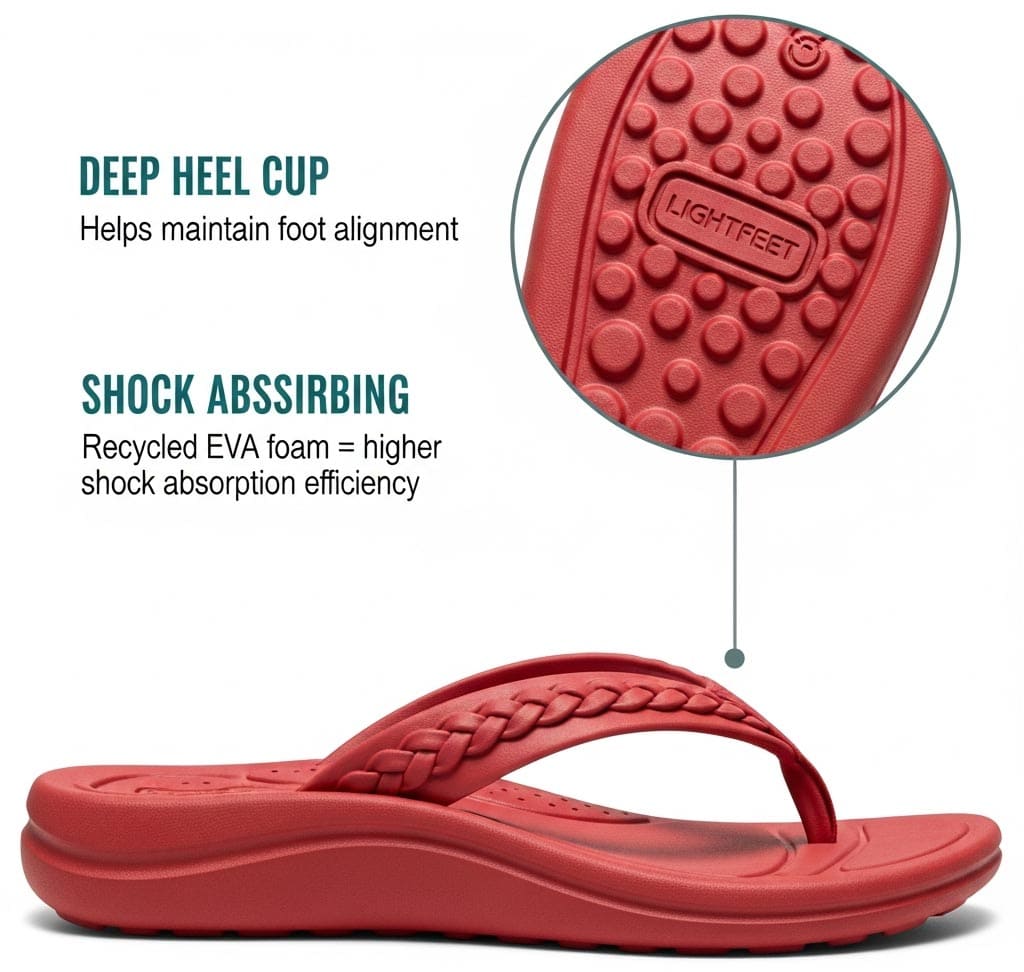 DEEP HEEL CUP
Helps maintain foot alignment
LIGHTFEET
SHOCK ABSSIRBING
Recycled EVA foam = higher
shock absorption efficiency